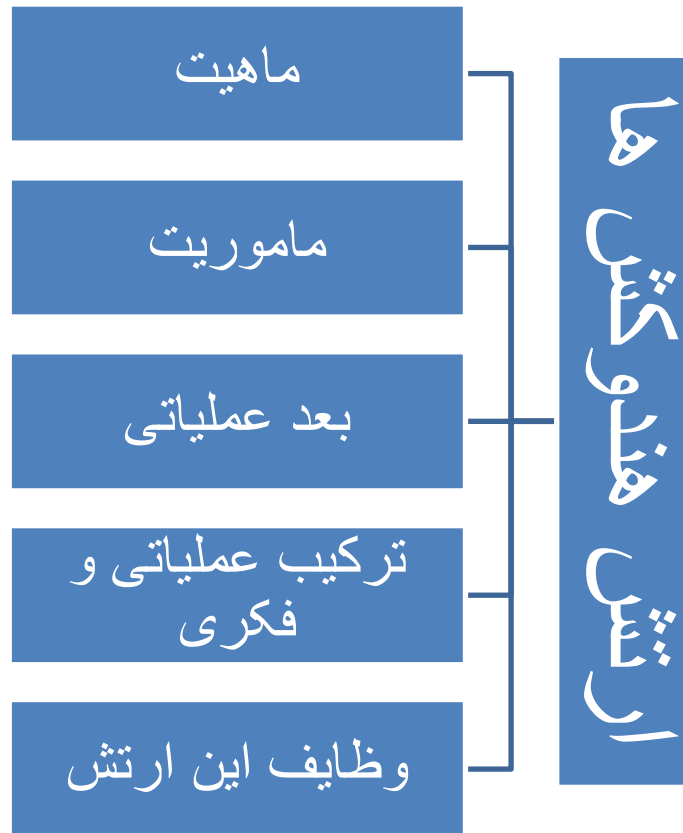 ارتش هندوکش ها
ماهیت
ماموریت
بعد عملیاتی
ترکیب عملیاتی و
فکری
وظایف این ارتش